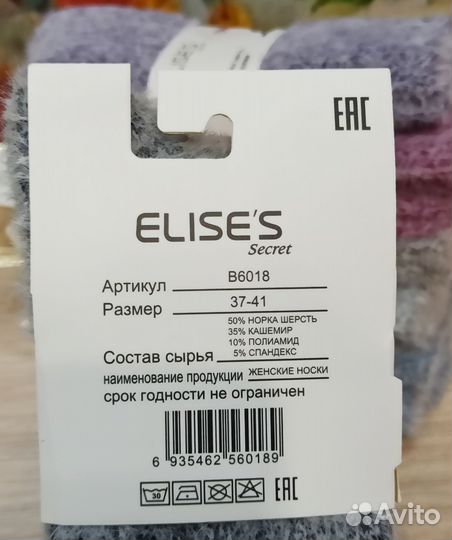 EAC
ELISE'S
Secret
Артикул B6018
Размер 37-41
50% НОРКА ШЕРСТЬ
35% КАШЕМИР
10% ПОЛИАМИД
Состав сырья 5% СПАНДЕКС
наименование продукции ЖЕНСКИЕ НОСКИ
срок годности не ограничен
6 935462 560189
30
EAC
Avito